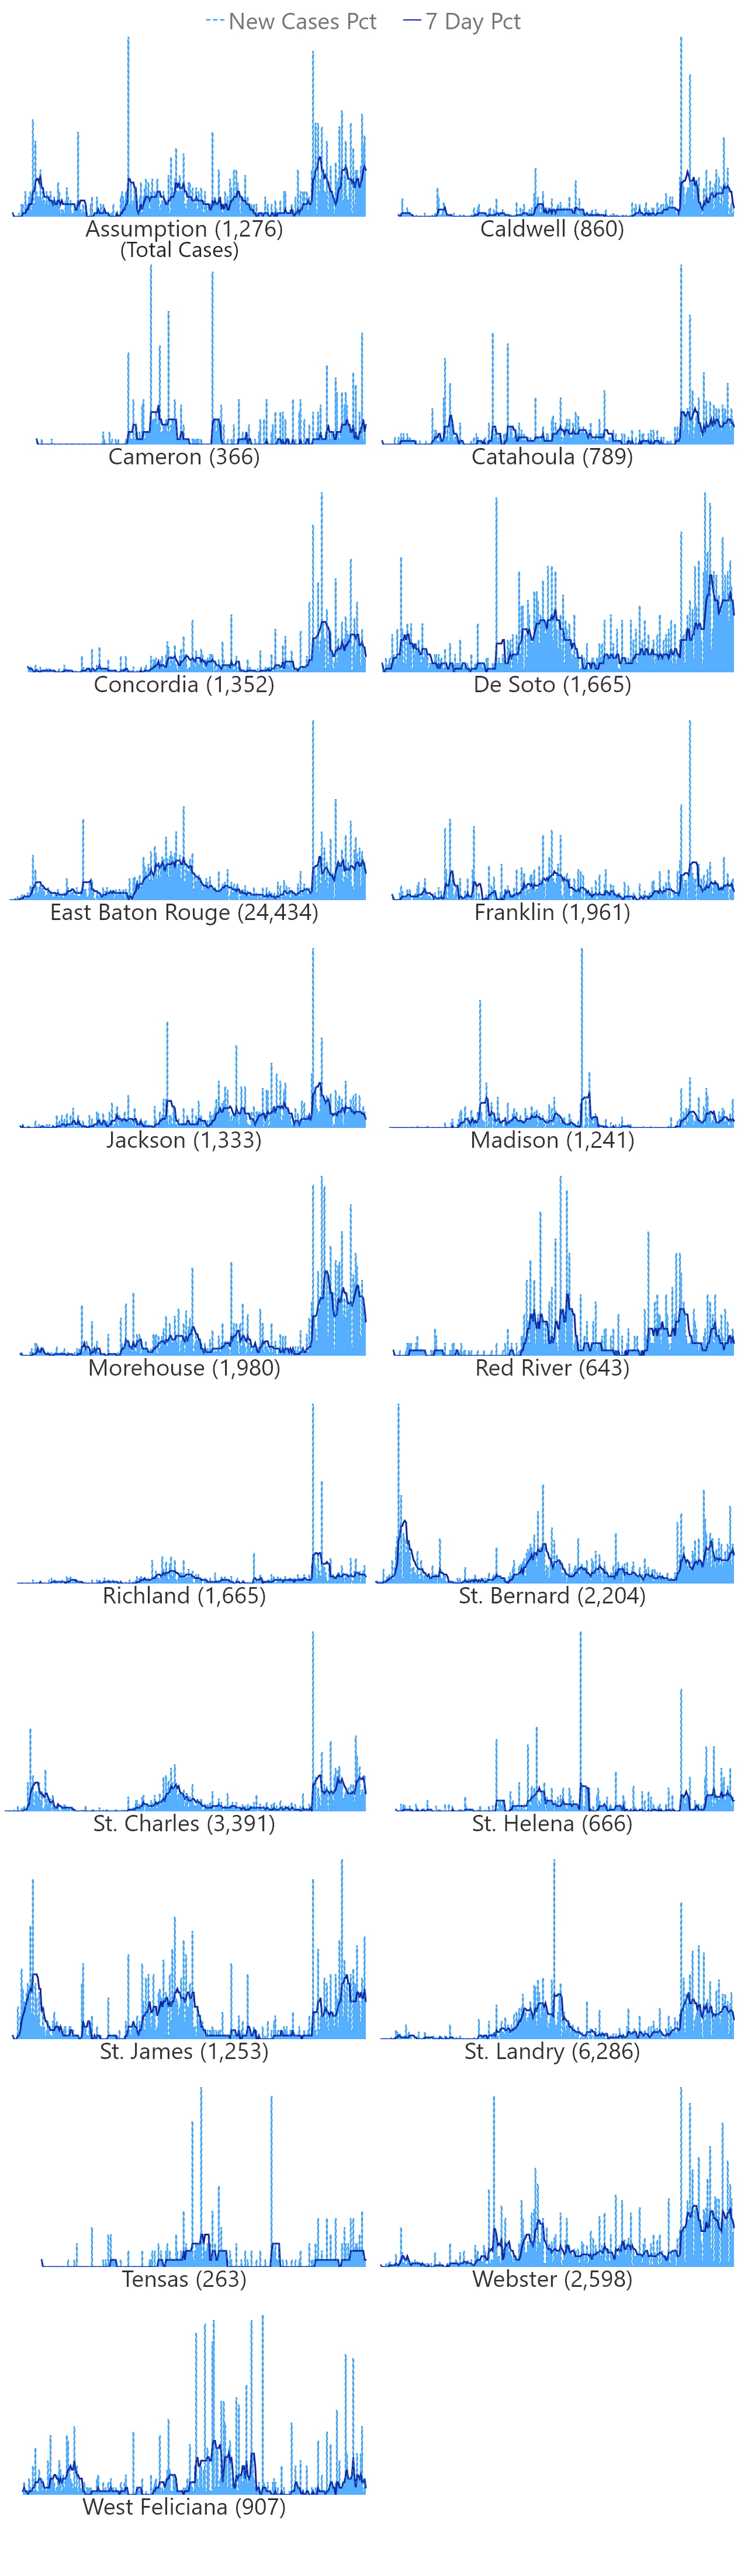 New Cases Pct 7 Day Pct
Assumption (1,276)
(Total Cases)
Caldwell (860)
Cameron (366)
Catahoula (789)
Concordia (1,352)
De Soto (1,665)
East Baton Rouge (24,434)
Franklin (1,961)
Jackson (1,333)
Madison (1,241)
Morehouse (1,980)
Red River (643)
Richland (1,665)
St. Bernard (2,204)
St. Charles (3,391)
St. Helena (666)
St. James (1,253)
St. Landry (6,286)
Tensas (263)
Webster (2,598)
West Feliciana (907)